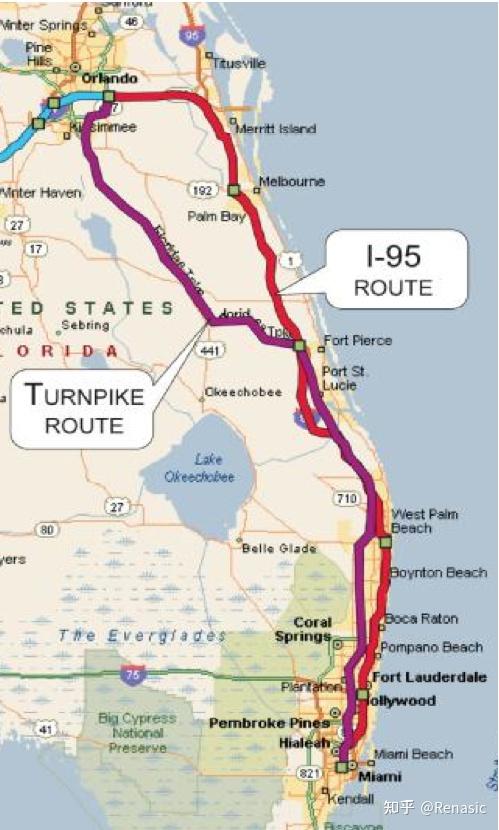 Sanford
46
Winter Springs
95
Pine
Hills
Titusville
Orlando
Kissimmee
Merritt Island
Winter Haven
192
Melbourne
Palm Bay
27
17
1
I-95
ROUTE
TED STATES
chula
Sebring
LORIDA
441
Fort Pierce
Port St.
Lucie
TURNPIKE
ROUTE
Okeechobee
Lake
Okeechobee
27
710
80
West Palm
Beach
yers
Belle Glade
Boynton Beach
Coral
Springs
Boca Raton
The Everglades
Pompano Beach
75
Fort Lauderdale
Plantation
ollywood
Big Cypress
National
Preserve
Pembroke Pines
41
Hialeah
Miami Beach
821
Miami
Kendall
知乎 @Renasic
Biscayne